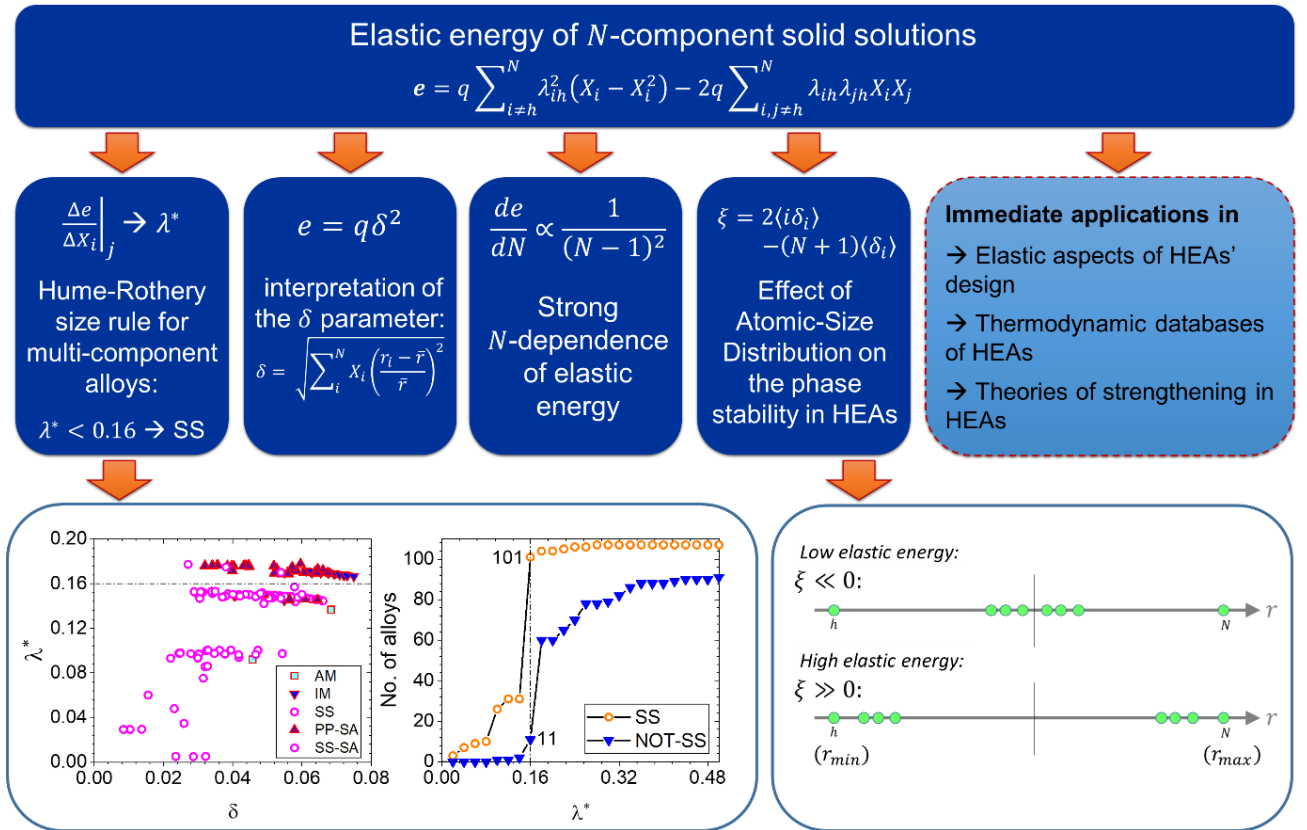 Elastic energy of N-component solid solutions
e = q ∑_{i≠h}^{N} λ_{ih}^{2}(X_i − X_i^2) − 2q ∑_{i,j≠h}^{N} λ_{ih}λ_{jh}X_iX_j
Δe/ΔX_i|_j → λ*
Hume-Rothery
size rule for
multi-component
alloys:
λ* < 0.16 → SS
e = qδ²
interpretation of
the δ parameter:
δ = √(∑_i^N X_i ((r_i − r̄)/r̄)²)
de/dN ∝ 1/(N − 1)²
Strong
N-dependence
of elastic
energy
ξ = 2⟨iδ_i⟩
−(N + 1)⟨δ_i⟩
Effect of
Atomic-Size
Distribution on
the phase
stability in HEAs
Immediate applications in
→ Elastic aspects of HEAs'
design
→ Thermodynamic databases
of HEAs
→ Theories of strengthening in
HEAs
0.20
0.16
0.12
0.08
0.04
0.00
λ*
0.00
0.02
0.04
0.06
0.08
δ
AM
IM
SS
PP-SA
SS-SA
No. of alloys
100
80
60
40
20
0
101
11
SS
NOT-SS
0.00
0.16
0.32
0.48
λ*
Low elastic energy:
ξ ≪ 0:
h
N
r
High elastic energy:
ξ ≫ 0:
h
N
r
(r_min)
(r_max)